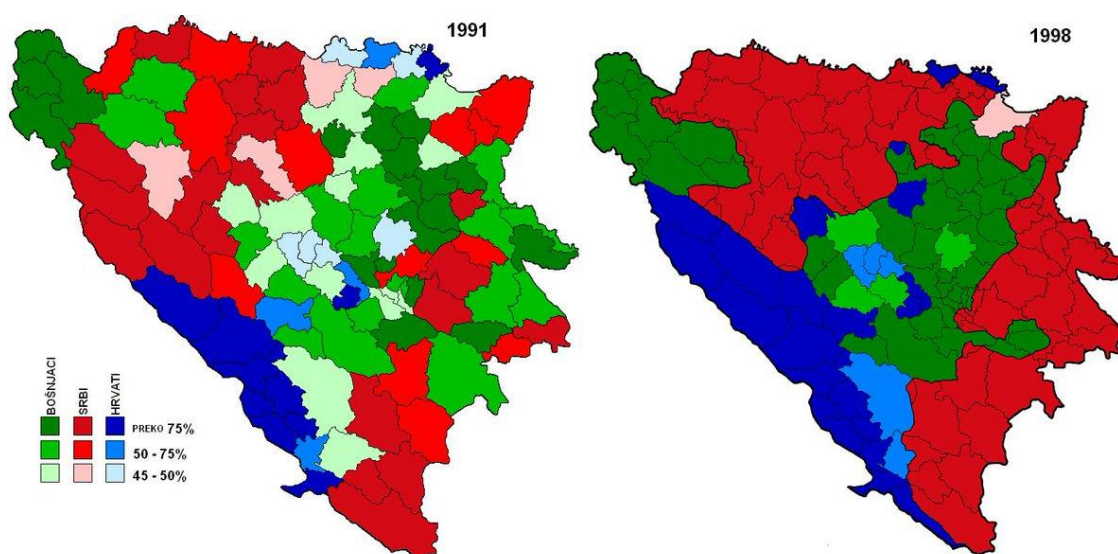 1991
1998
BOŠNJACI
SRBI
HRVATI
PREKO 75%
50 - 75%
45 - 50%